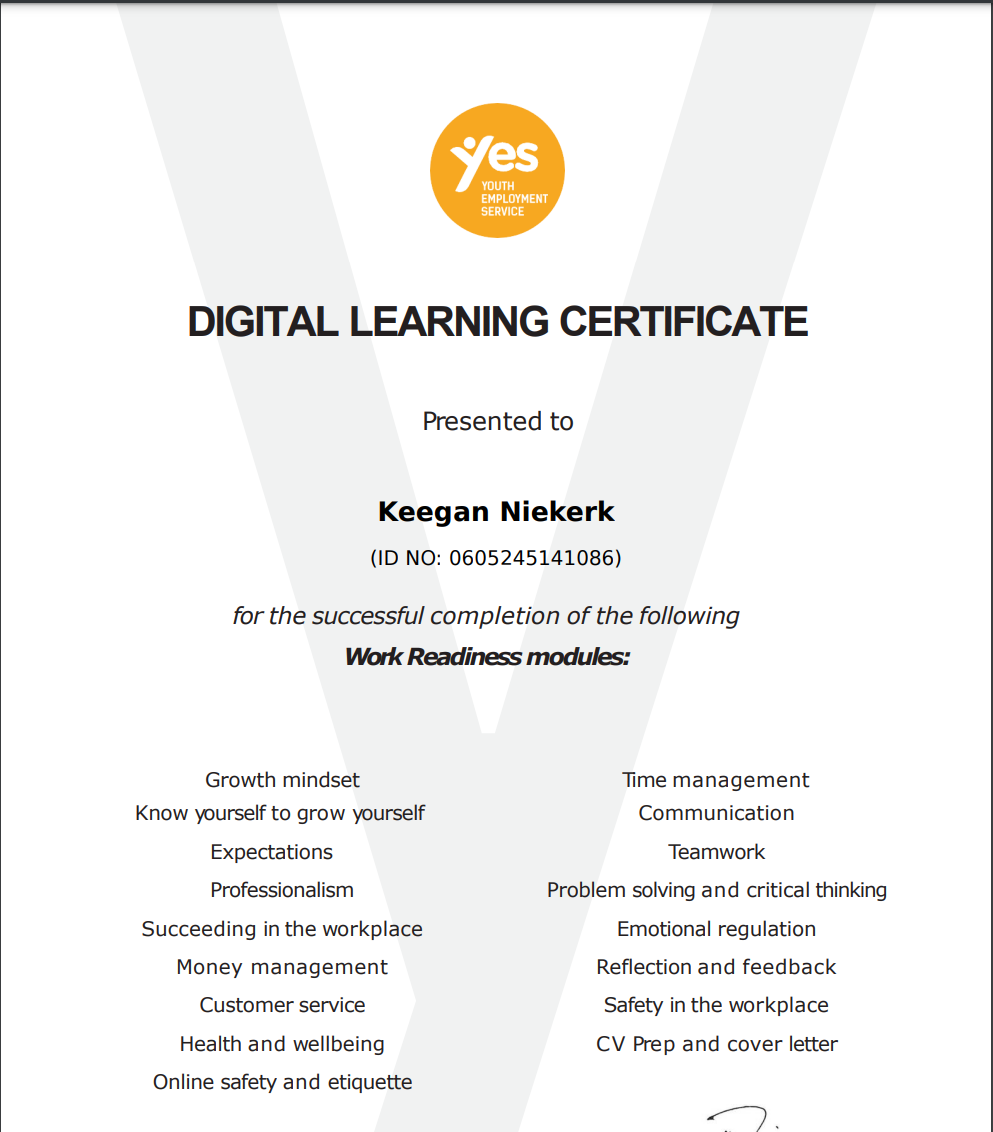 yes
YOUTH
EMPLOYMENT
SERVICE
DIGITAL LEARNING CERTIFICATE
Presented to
Keegan Niekerk
(ID NO: 0605245141086)
for the successful completion of the following
Work Readiness modules:
Growth mindset
Know yourself to grow yourself
Expectations
Professionalism
Succeeding in the workplace
Money management
Customer service
Health and wellbeing
Online safety and etiquette
Time management
Communication
Teamwork
Problem solving and critical thinking
Emotional regulation
Reflection and feedback
Safety in the workplace
CV Prep and cover letter